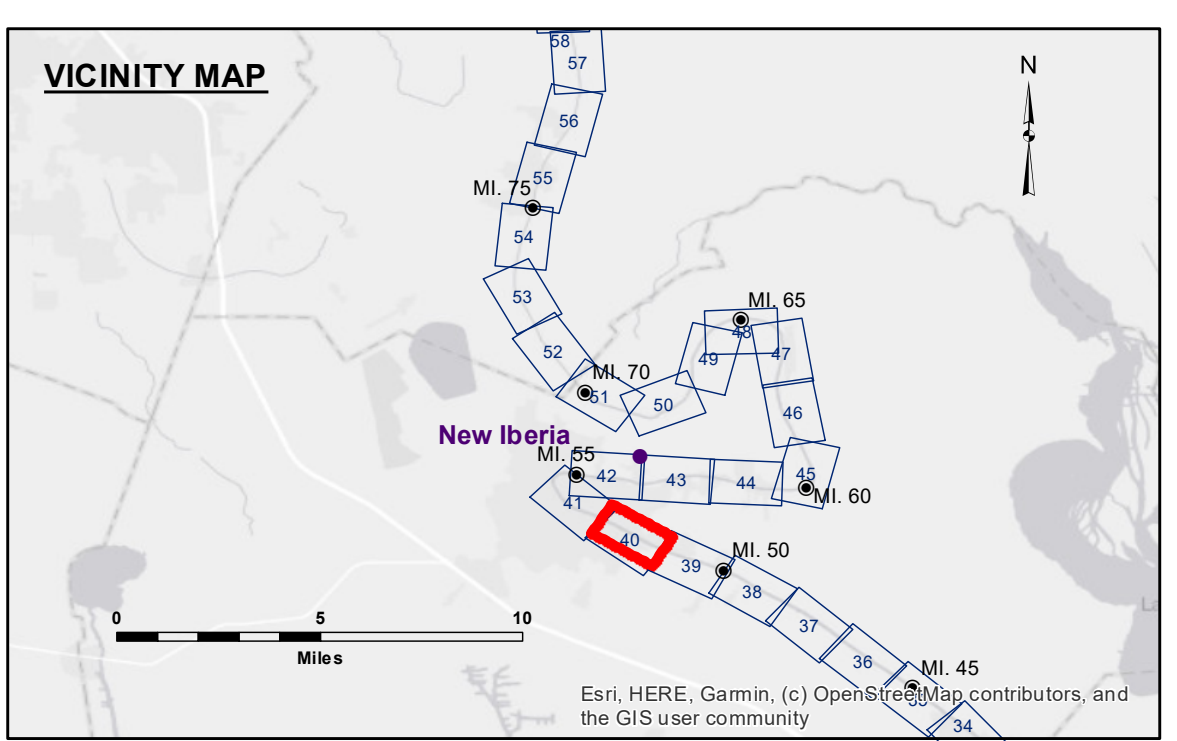 58
57
VICINITY MAP
N
56
55
MI. 75
54
53
MI. 65
48
47
52
49
MI. 70
51
50
46
New Iberia
MI. 55
42
43
44
45
MI. 60
41
40
39
MI. 50
38
0 5 10
Miles
37
36
MI. 45
Esri, HERE, Garmin, (c) OpenStreetMap contributors, and
the GIS user community
34